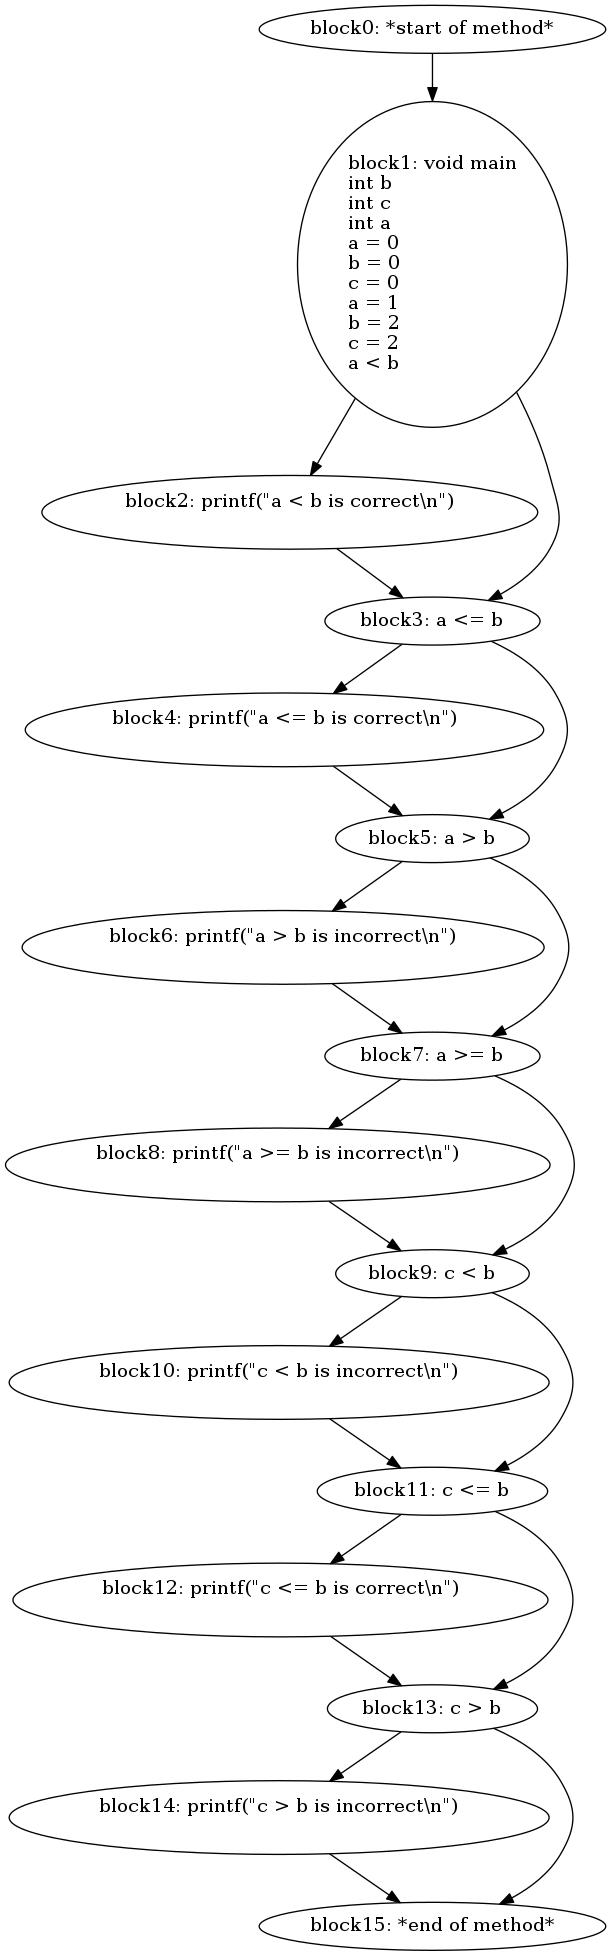 block0: *start of method*
block1: void main
int b
int c
int a
a = 0
b = 0
c = 0
a = 1
b = 2
c = 2
a < b
block2: printf("a < b is correct\n")
block3: a <= b
block4: printf("a <= b is correct\n")
block5: a > b
block6: printf("a > b is incorrect\n")
block7: a >= b
block8: printf("a >= b is incorrect\n")
block9: c < b
block10: printf("c < b is incorrect\n")
block11: c <= b
block12: printf("c <= b is correct\n")
block13: c > b
block14: printf("c > b is incorrect\n")
block15: *end of method*